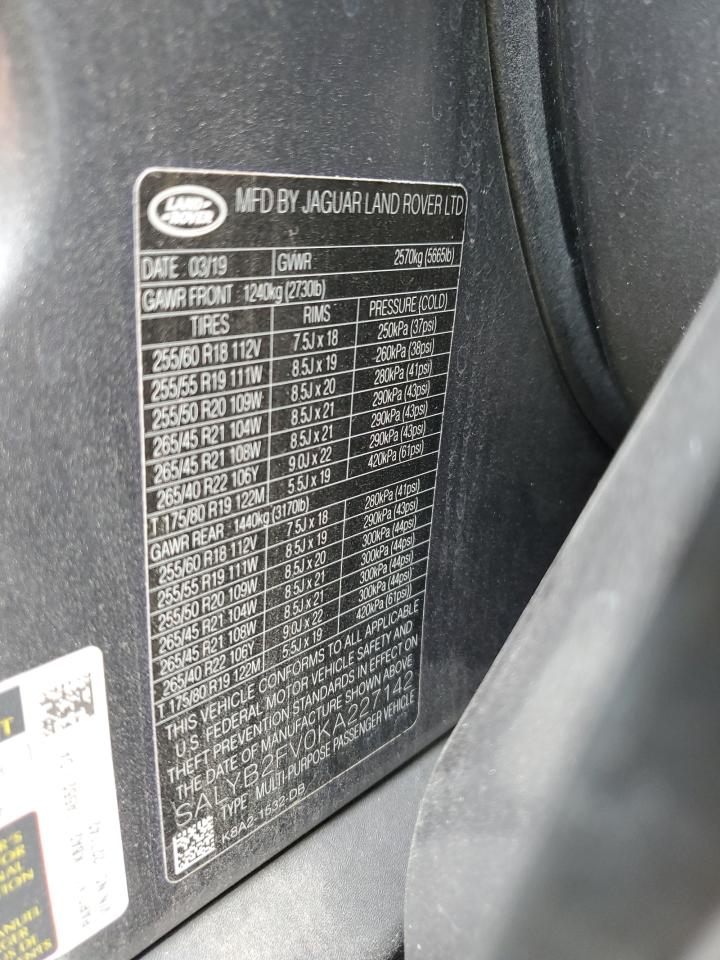 LAND-
-ROVER
MFD BY JAGUAR LAND ROVER LTD
DATE : 03/19 GVWR 2570kg (5665lb)
GAWR FRONT : 1240kg (2730lb)
TIRES RIMS PRESSURE (COLD)
255/60 R18 112V 7.5J x 18 250kPa (37psi)
255/55 R19 111W 8.5J x 19 260kPa (38psi)
255/50 R20 109W 8.5J x 20 280kPa (41psi)
265/45 R21 104W 8.5J x 21 290kPa (43psi)
265/45 R21 108W 8.5J x 21 290kPa (43psi)
265/40 R22 106Y 9.0J x 22 290kPa (43psi)
T 175/80 R19 122M 5.5J x 19 420kPa (61psi)
GAWR REAR : 1440kg (3170lb)
255/60 R18 112V 7.5J x 18 280kPa (41psi)
255/55 R19 111W 8.5J x 19 290kPa (43psi)
255/50 R20 109W 8.5J x 20 300kPa (44psi)
265/45 R21 104W 8.5J x 21 300kPa (44psi)
265/45 R21 108W 8.5J x 21 300kPa (44psi)
265/40 R22 106Y 9.0J x 22 300kPa (44psi)
T 175/80 R19 122M 5.5J x 19 420kPa (61psi)
THIS VEHICLE CONFORMS TO ALL APPLICABLE
U.S. FEDERAL MOTOR VEHICLE SAFETY AND
THEFT PREVENTION STANDARDS IN EFFECT ON
THE DATE OF MANUFACTURE SHOWN ABOVE
SALYB2FV0KA227142
TYPE : MULTI-PURPOSE PASSENGER VEHICLE
K8A2-1532-DB